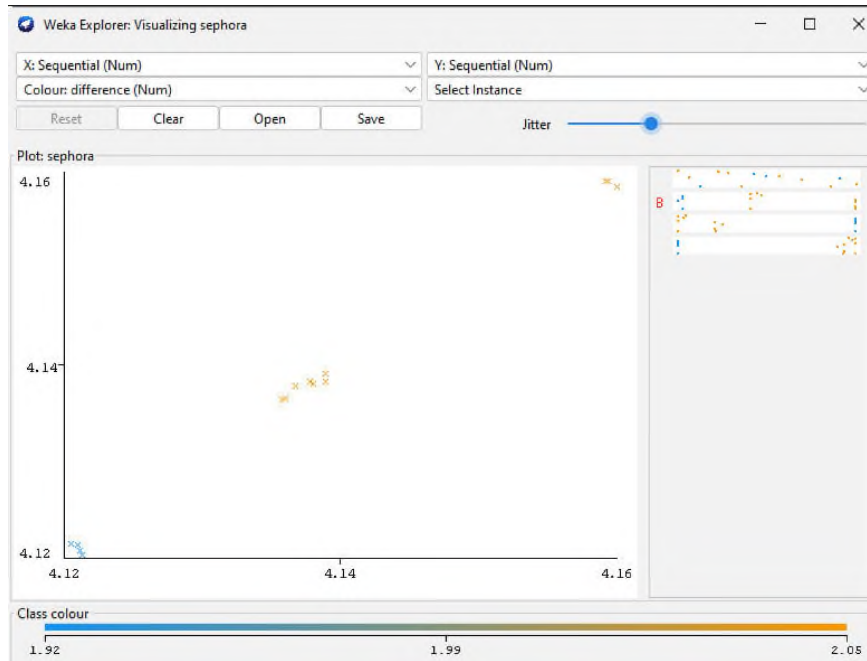 Weka Explorer: Visualizing sephora
X: Sequential (Num)
Y: Sequential (Num)
Colour: difference (Num)
Select Instance
Reset
Clear
Open
Save
Jitter
Plot: sephora
4.16
4.14
4.12
4.12
4.14
4.16
B
Class colour
1.92
1.99
2.05